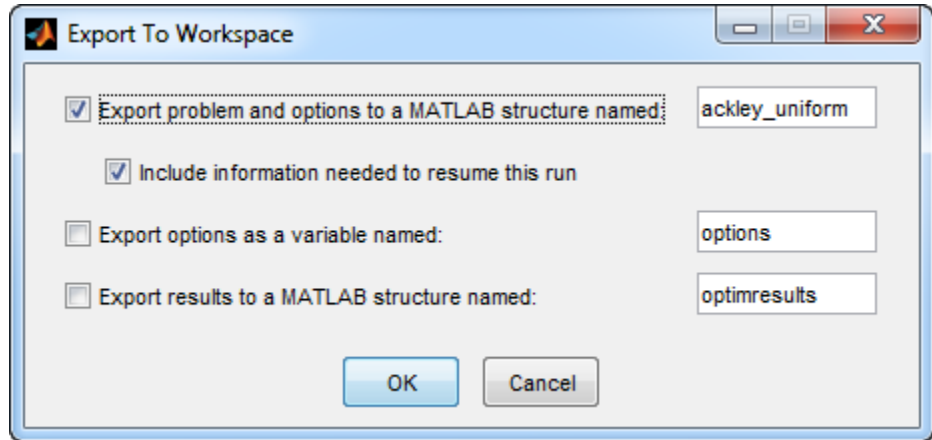 Export To Workspace
Export problem and options to a MATLAB structure named: ackley_uniform
Include information needed to resume this run
Export options as a variable named: options
Export results to a MATLAB structure named: optimresults
OK Cancel